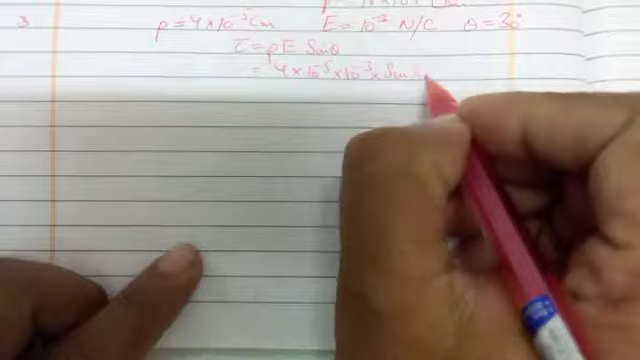 3 p = 4×10⁻⁵ Cm E = 10⁻³ N/C θ = 30°
τ = pE Sinθ
= 4×10⁻⁵×10⁻³×Sin